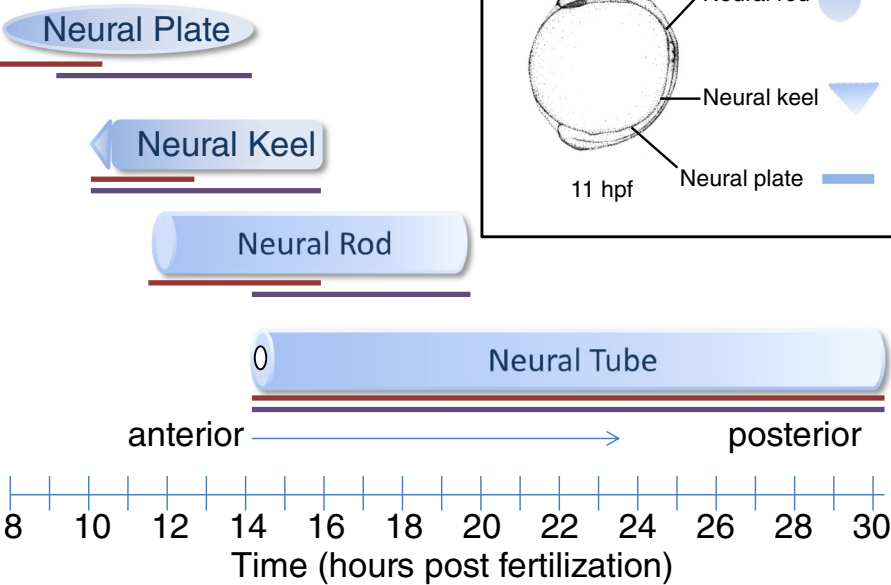 Neural Plate
Neural Keel
Neural Rod
Neural Tube
anterior
posterior
8 10 12 14 16 18 20 22 24 26 28 30
Time (hours post fertilization)
Neural rod
Neural keel
Neural plate
11 hpf